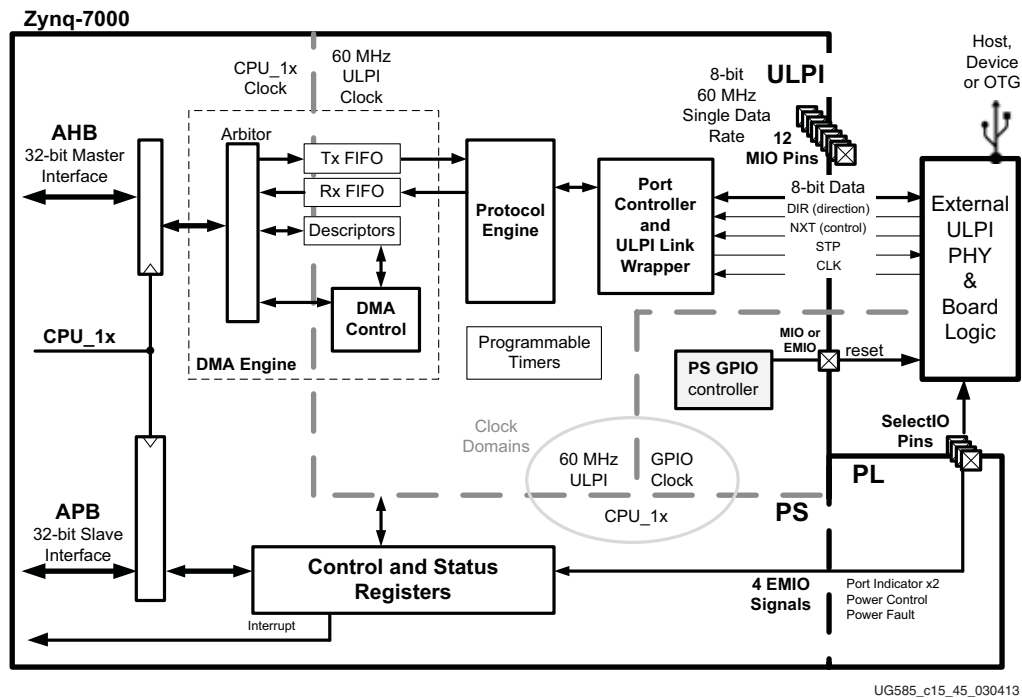 Zynq-7000
CPU_1x
Clock
60 MHz
ULPI
Clock
8-bit
60 MHz
Single Data
Rate
ULPI
12
MIO Pins
Host,
Device
or OTG
AHB
32-bit Master
Interface
Arbitor
Tx FIFO
Rx FIFO
Descriptors
DMA
Control
DMA Engine
Protocol
Engine
Port
Controller
and
ULPI Link
Wrapper
8-bit Data
DIR (direction)
NXT (control)
STP
CLK
External
ULPI
PHY
&
Board
Logic
CPU_1x
Programmable
Timers
MIO or
EMIO
reset
PS GPIO
controller
Clock
Domains
60 MHz
ULPI
GPIO
Clock
CPU_1x
SelectIO
Pins
PL
PS
APB
32-bit Slave
Interface
Control and Status
Registers
Interrupt
4 EMIO
Signals
Port Indicator x2
Power Control
Power Fault
UG585_c15_45_030413